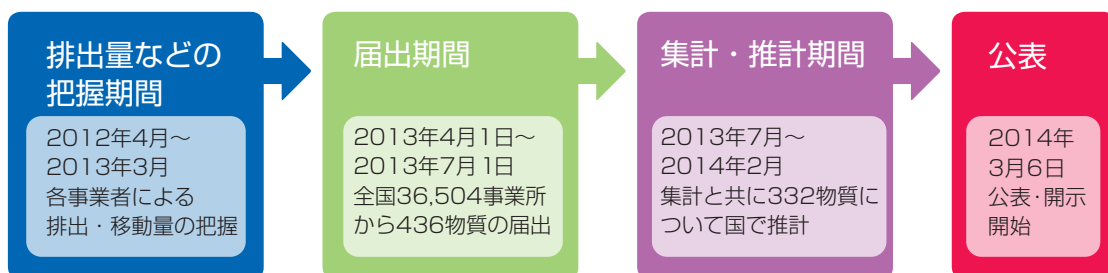 排出量などの
把握期間
2012年4月～
2013年3月
各事業者による
排出・移動量の把握
届出期間
2013年4月1日～
2013年7月1日
全国36,504事業所
から436物質の届出
集計・推計期間
2013年7月～
2014年2月
集計と共に332物質に
ついて国で推計
公表
2014年
3月6日
公表・開示
開始